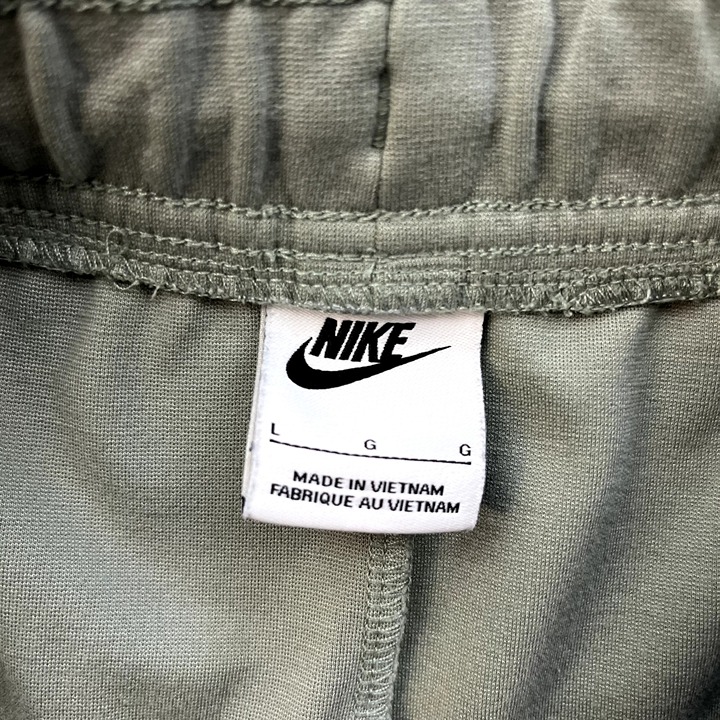 NIKE
L G G
MADE IN VIETNAM
FABRIQUE AU VIETNAM